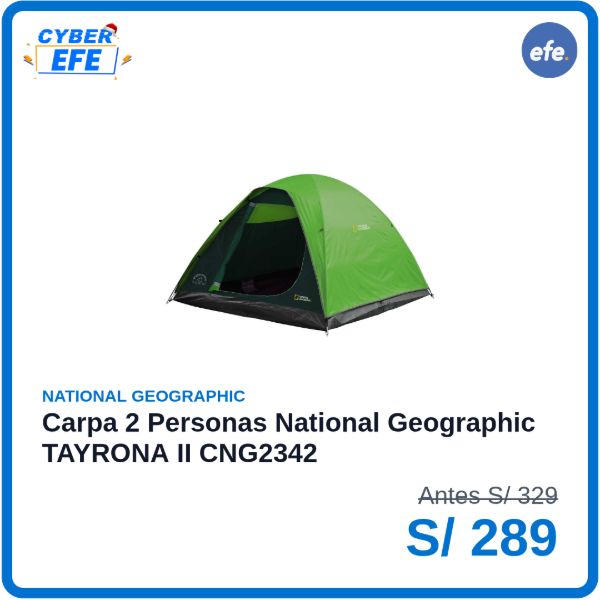 CYBER
EFE
efe.
NATIONAL GEOGRAPHIC
Carpa 2 Personas National Geographic
TAYRONA II CNG2342
Antes S/ 329
S/ 289